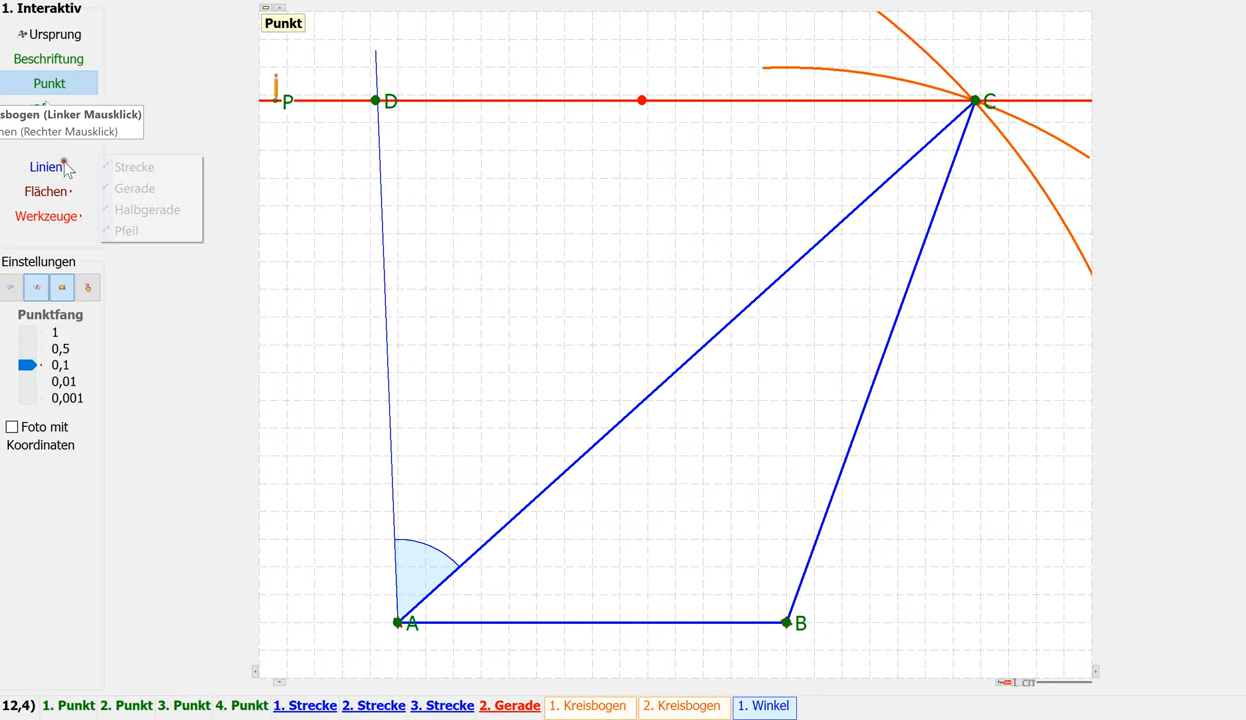 1. Interaktiv
Ursprung
Beschriftung
Punkt
sbogen (Linker Mausklick)
nen (Rechter Mausklick)
Linien
Flächen
Werkzeuge
Strecke
Gerade
Halbgerade
Pfeil
Einstellungen
Punktfang
1
0,5
0,1
0,01
0,001
Foto mit
Koordinaten
Punkt
P
D
C
A
B
12,4) 1. Punkt 2. Punkt 3. Punkt 4. Punkt 1. Strecke 2. Strecke 3. Strecke 2. Gerade 1. Kreisbogen 2. Kreisbogen 1. Winkel